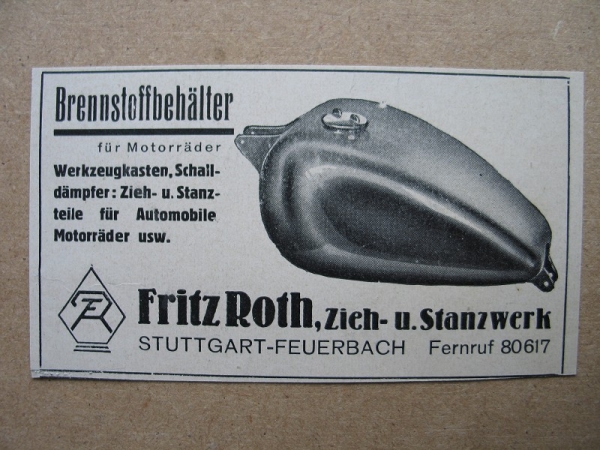 Brennstoffbehälter
für Motorräder
Werkzeugkasten, Schall-
dämpfer: Zieh- u. Stanz-
teile für Automobile
Motorräder usw.
FR
Fritz Roth, Zieh- u. Stanzwerk
STUTTGART-FEUERBACH Fernruf 80617